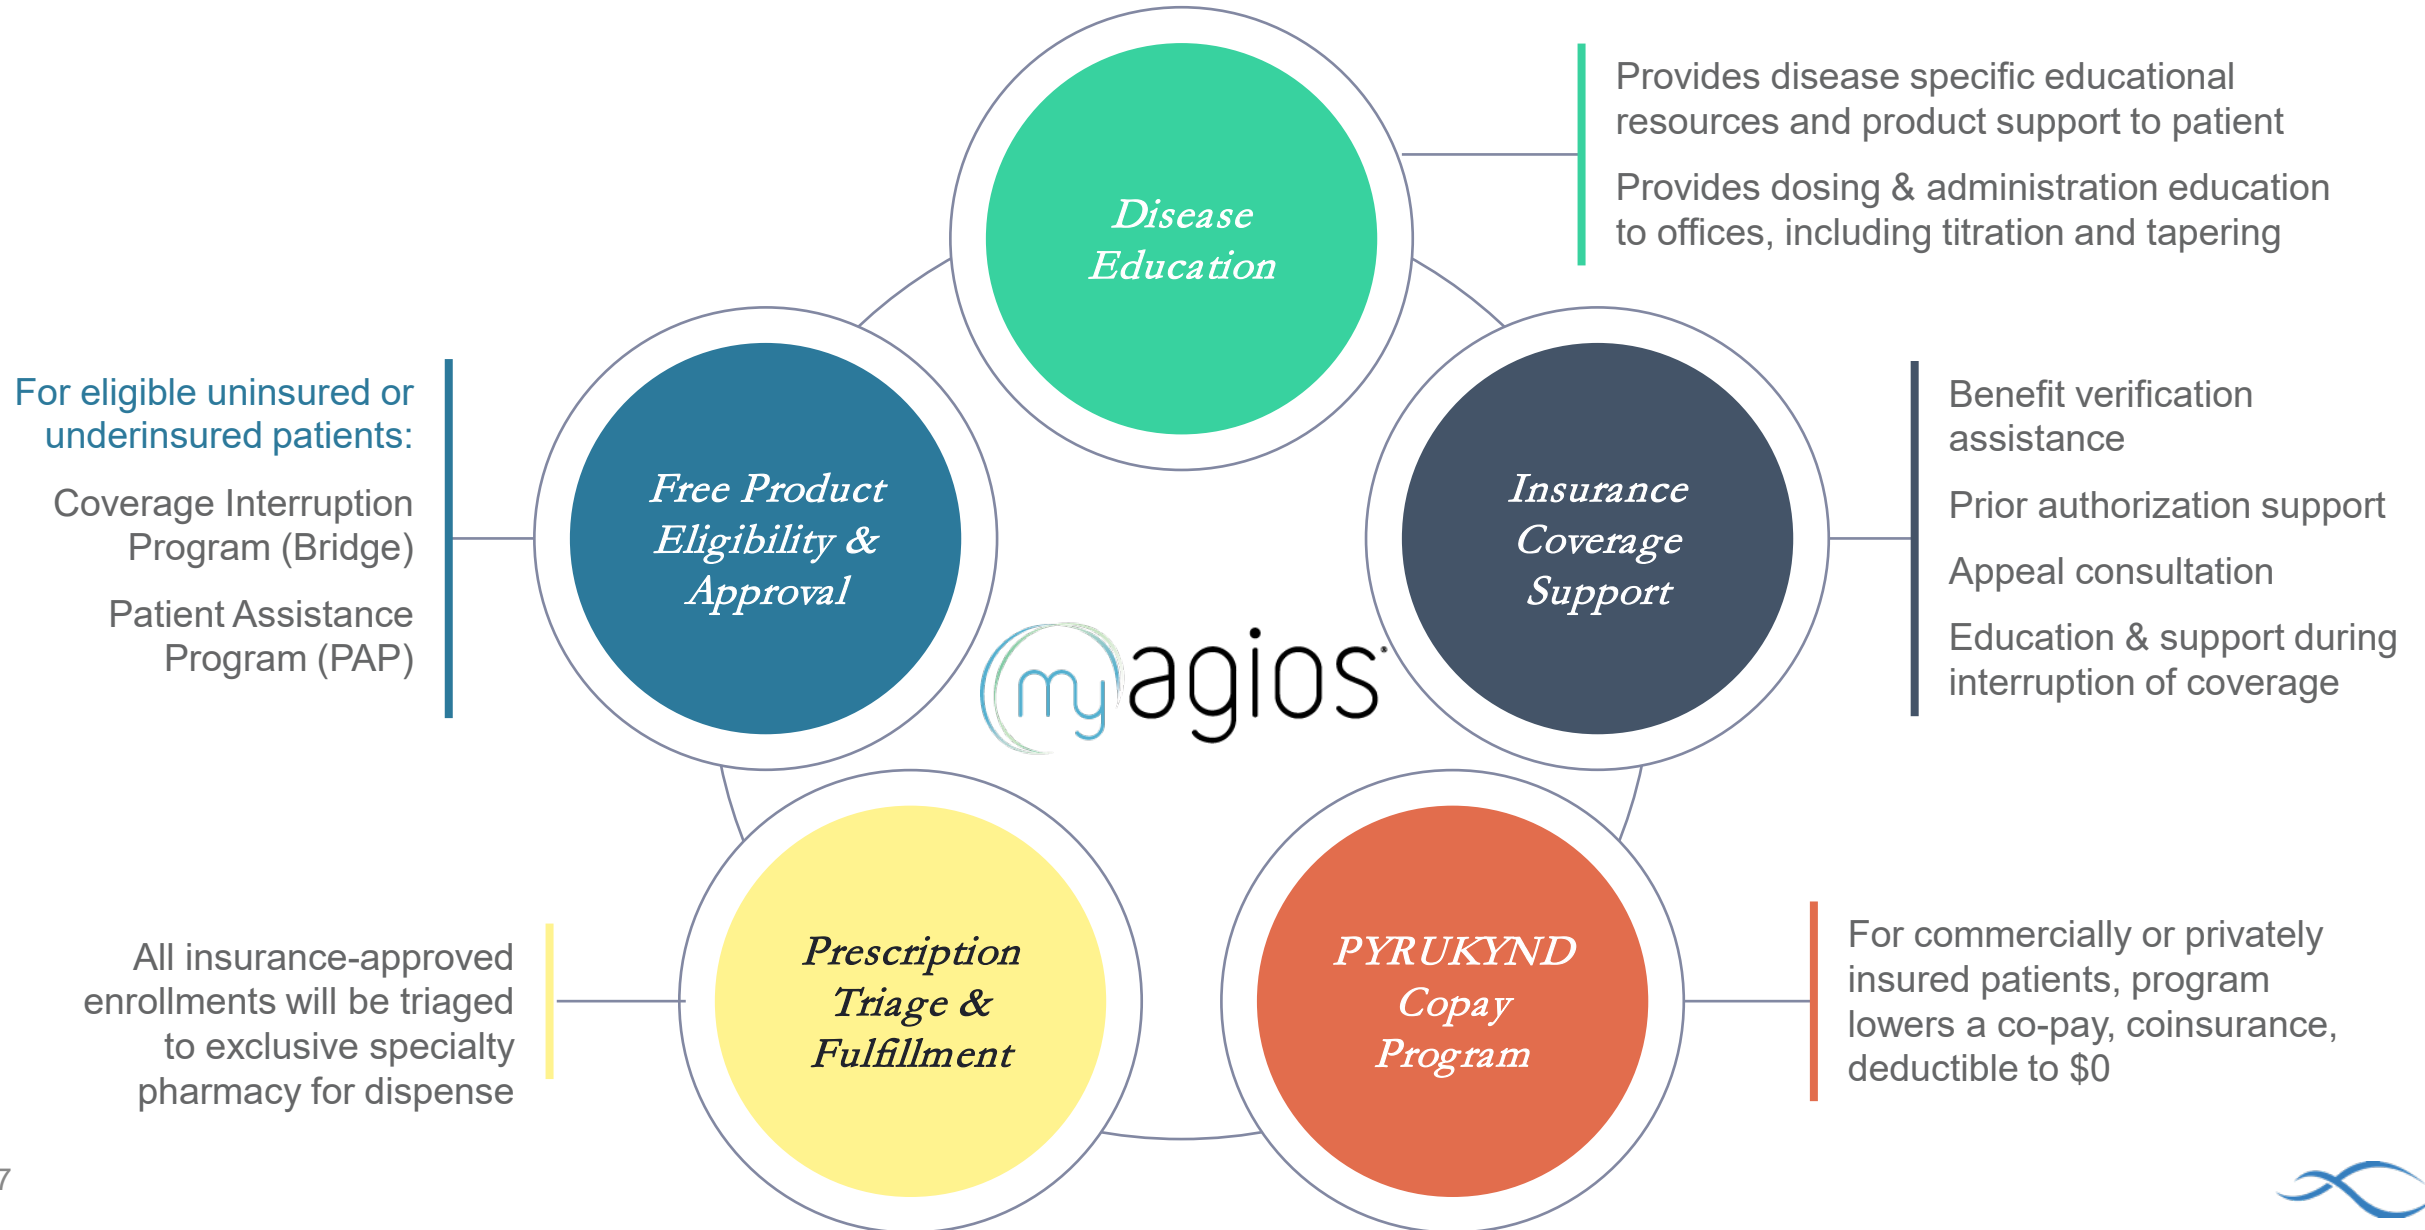 Disease
Education
Provides disease specific educational
resources and product support to patient
Provides dosing & administration education
to offices, including titration and tapering
For eligible uninsured or
underinsured patients:
Coverage Interruption
Program (Bridge)
Patient Assistance
Program (PAP)
Free Product
Eligibility &
Approval
Insurance
Coverage
Support
Benefit verification
assistance
Prior authorization support
Appeal consultation
Education & support during
interruption of coverage
my agios
All insurance-approved
enrollments will be triaged
to exclusive specialty
pharmacy for dispense
Prescription
Triage &
Fulfillment
PYRUKYND
Copay
Program
For commercially or privately
insured patients, program
lowers a co-pay, coinsurance,
deductible to $0
7